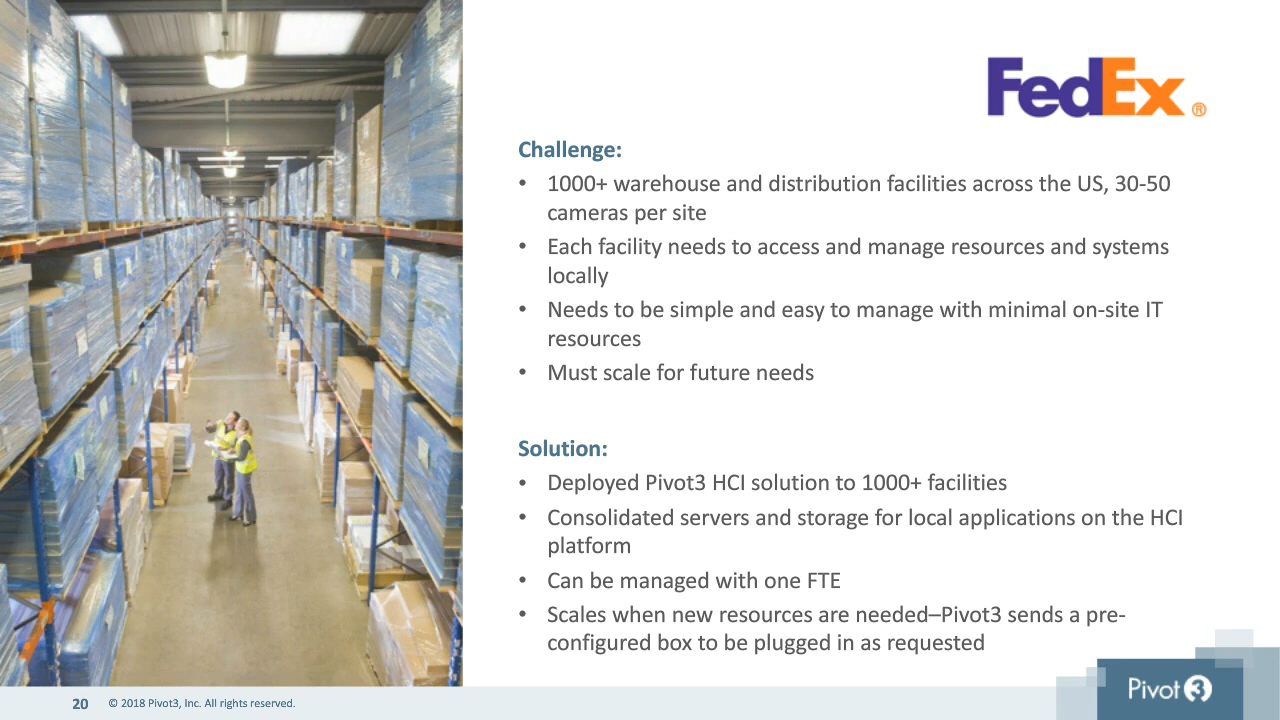 FedEx®
Challenge:
• 1000+ warehouse and distribution facilities across the US, 30-50
cameras per site
• Each facility needs to access and manage resources and systems
locally
• Needs to be simple and easy to manage with minimal on-site IT
resources
• Must scale for future needs
Solution:
• Deployed Pivot3 HCI solution to 1000+ facilities
• Consolidated servers and storage for local applications on the HCI
platform
• Can be managed with one FTE
• Scales when new resources are needed–Pivot3 sends a pre-
configured box to be plugged in as requested
20 © 2018 Pivot3, Inc. All rights reserved.
Pivot3